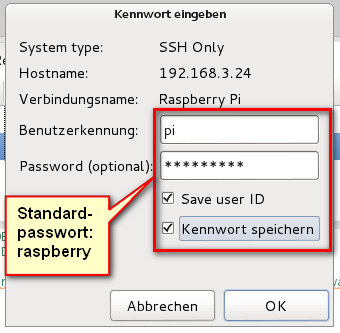 Kennwort eingeben
System type: SSH Only
Hostname: 192.168.3.24
Verbindungsname: Raspberry Pi
Benutzerkennung: pi
Password (optional): *********
Save user ID
Kennwort speichern
Standard-
passwort:
raspberry
Abbrechen OK